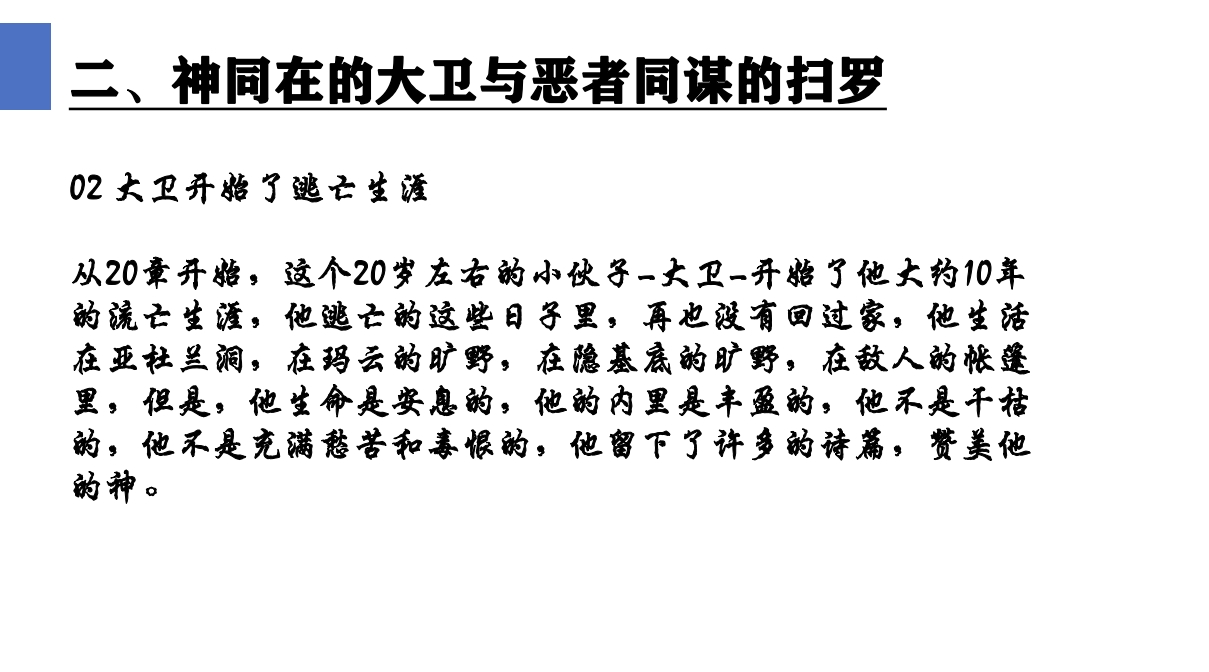 二、神同在的大卫与恶者同谋的扫罗
02 大卫开始了逃亡生涯
从20章开始，这个20岁左右的小伙子-大卫-开始了他大约10年
的流亡生涯，他逃亡的这些日子里，再也没有回过家，他生活
在亚杜兰洞，在玛云的旷野，在隐基底的旷野，在敌人的帐篷
里，但是，他生命是安息的，他的内里是丰盈的，他不是干枯
的，他不是充满愁苦和毒恨的，他留下了许多的诗篇，赞美他
的神。